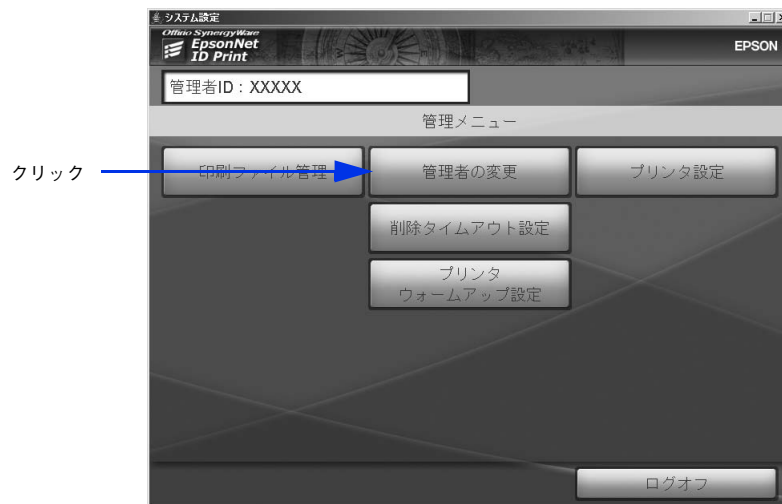 システム設定
Offirio SynergyWare
EpsonNet
ID Print
EPSON
管理者ID：XXXXX
管理メニュー
クリック
印刷ファイル管理
管理者の変更
プリンタ設定
削除タイムアウト設定
プリンタ
ウォームアップ設定
ログオフ